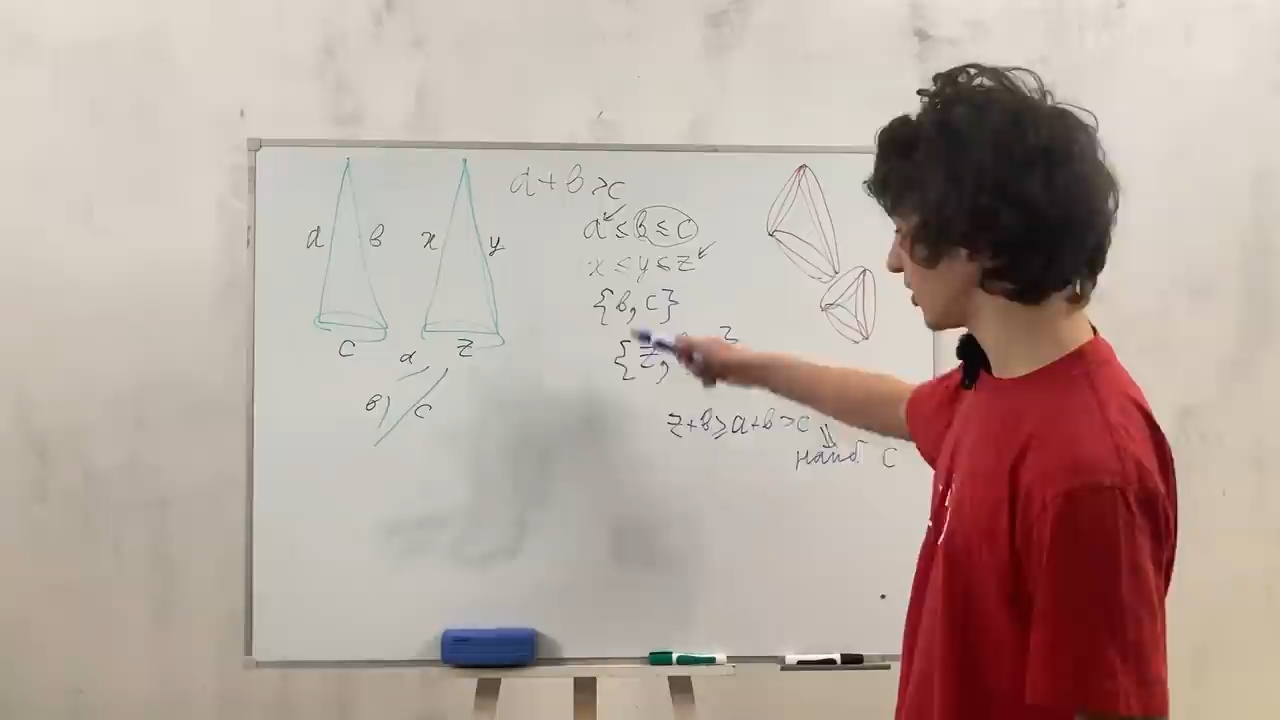 a b x y
c z
a
b c
a+b>c
a ≤ b ≤ c
x ≤ y ≤ z
{b, c}
{z,
z+b≥a+b>c
наиб c